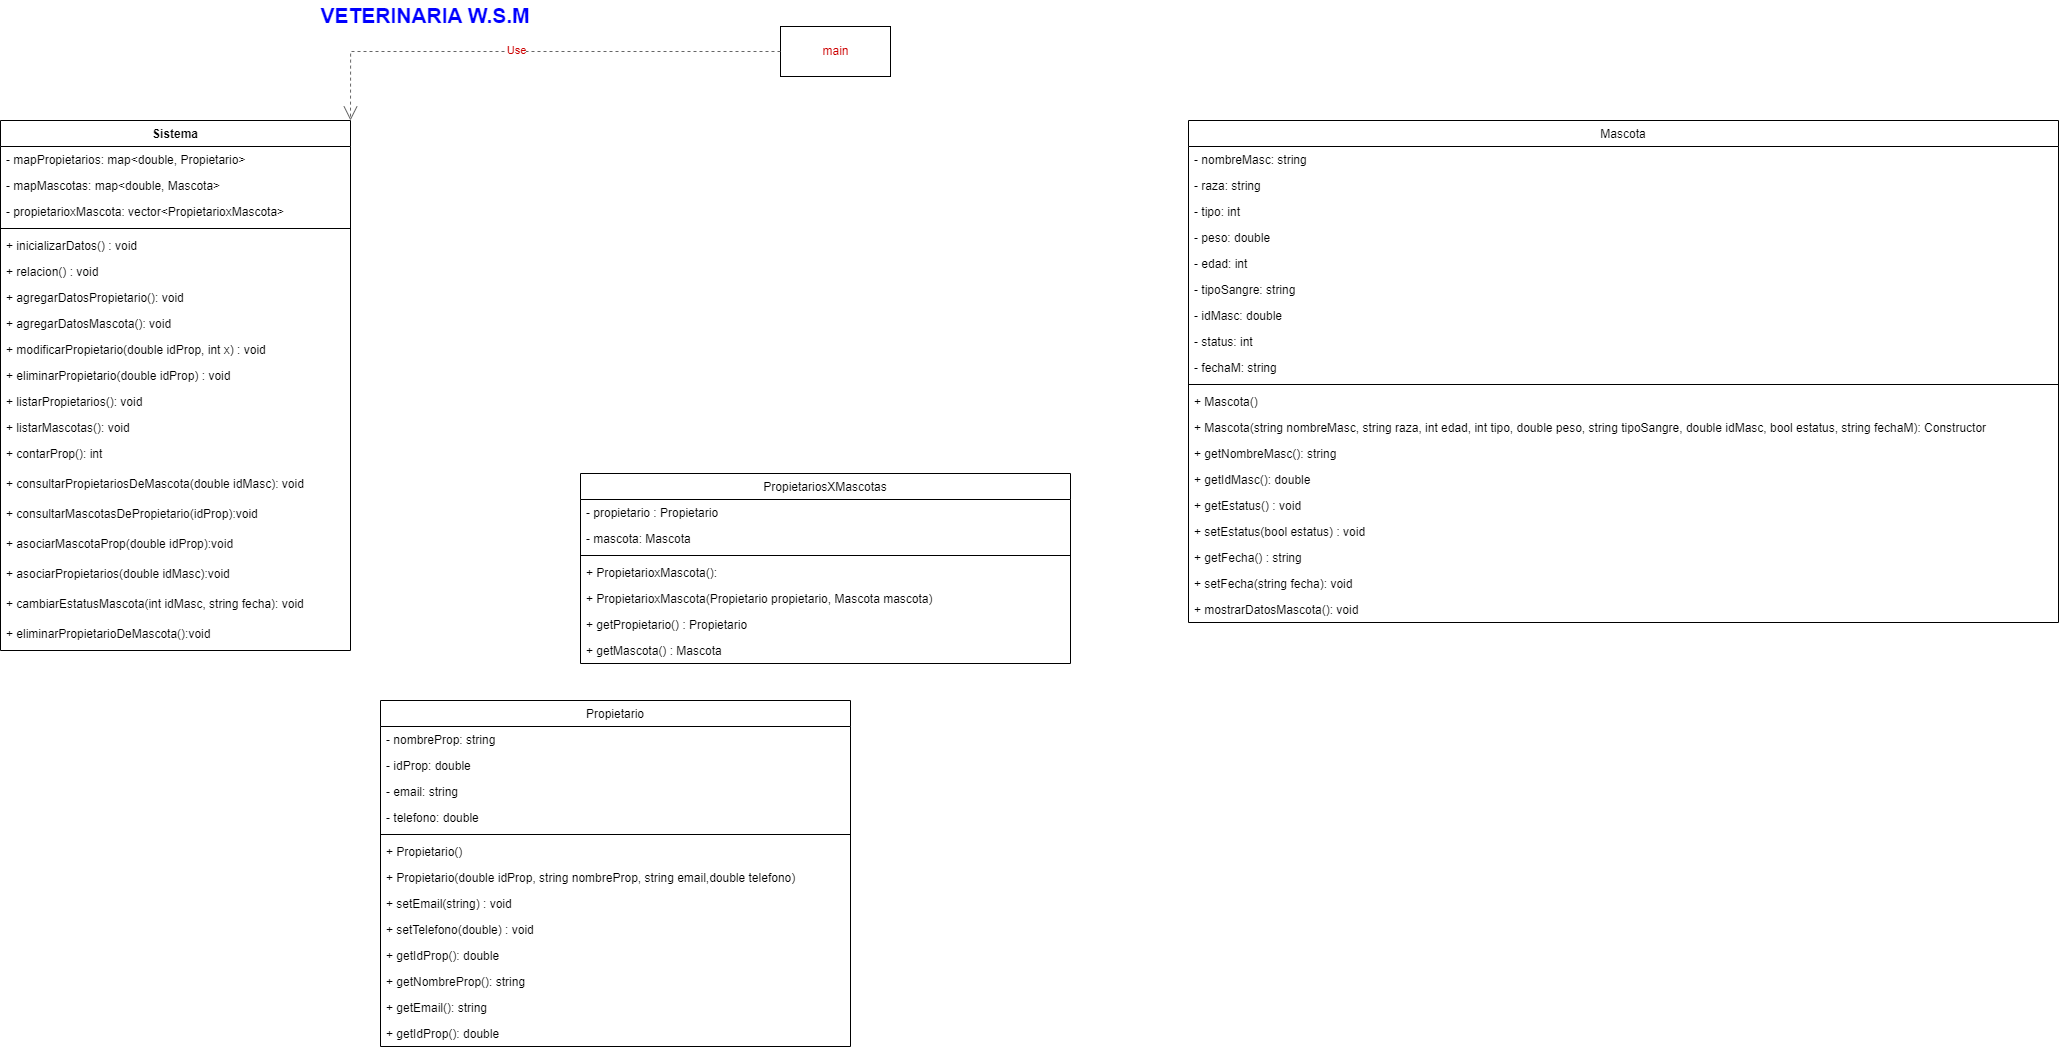 VETERINARIA W.S.M
Use
main
Sistema
- mapPropietarios: map<double, Propietario>
- mapMascotas: map<double, Mascota>
- propietarioxMascota: vector<PropietarioxMascota>
+ inicializarDatos() : void
+ relacion() : void
+ agregarDatosPropietario(): void
+ agregarDatosMascota(): void
+ modificarPropietario(double idProp, int x) : void
+ eliminarPropietario(double idProp) : void
+ listarPropietarios(): void
+ listarMascotas(): void
+ contarProp(): int
+ consultarPropietariosDeMascota(double idMasc): void
+ consultarMascotasDePropietario(idProp):void
+ asociarMascotaProp(double idProp):void
+ asociarPropietarios(double idMasc):void
+ cambiarEstatusMascota(int idMasc, string fecha): void
+ eliminarPropietarioDeMascota():void
PropietariosXMascotas
- propietario : Propietario
- mascota: Mascota
+ PropietarioxMascota():
+ PropietarioxMascota(Propietario propietario, Mascota mascota)
+ getPropietario() : Propietario
+ getMascota() : Mascota
Mascota
- nombreMasc: string
- raza: string
- tipo: int
- peso: double
- edad: int
- tipoSangre: string
- idMasc: double
- status: int
- fechaM: string
+ Mascota()
+ Mascota(string nombreMasc, string raza, int edad, int tipo, double peso, string tipoSangre, double idMasc, bool estatus, string fechaM): Constructor
+ getNombreMasc(): string
+ getIdMasc(): double
+ getEstatus() : void
+ setEstatus(bool estatus) : void
+ getFecha() : string
+ setFecha(string fecha): void
+ mostrarDatosMascota(): void
Propietario
- nombreProp: string
- idProp: double
- email: string
- telefono: double
+ Propietario()
+ Propietario(double idProp, string nombreProp, string email,double telefono)
+ setEmail(string) : void
+ setTelefono(double) : void
+ getIdProp(): double
+ getNombreProp(): string
+ getEmail(): string
+ getIdProp(): double